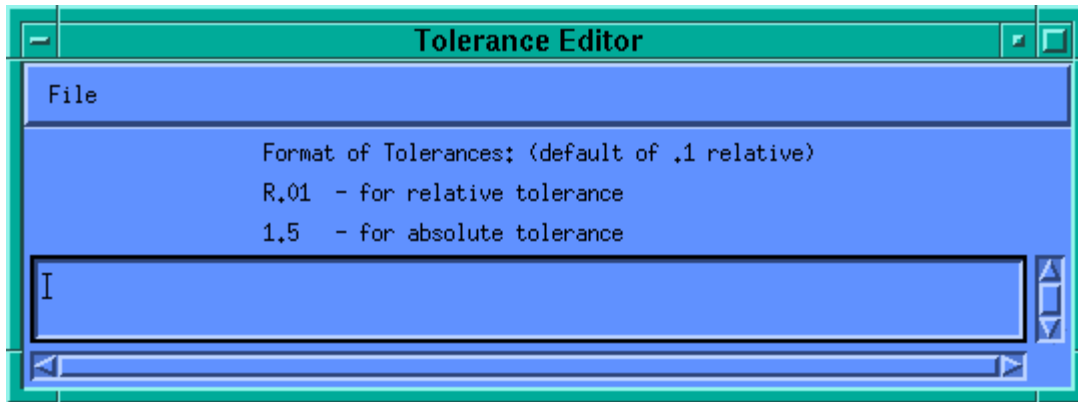 Tolerance Editor
File
Format of Tolerances: (default of .1 relative)
R.01 - for relative tolerance
1.5 - for absolute tolerance